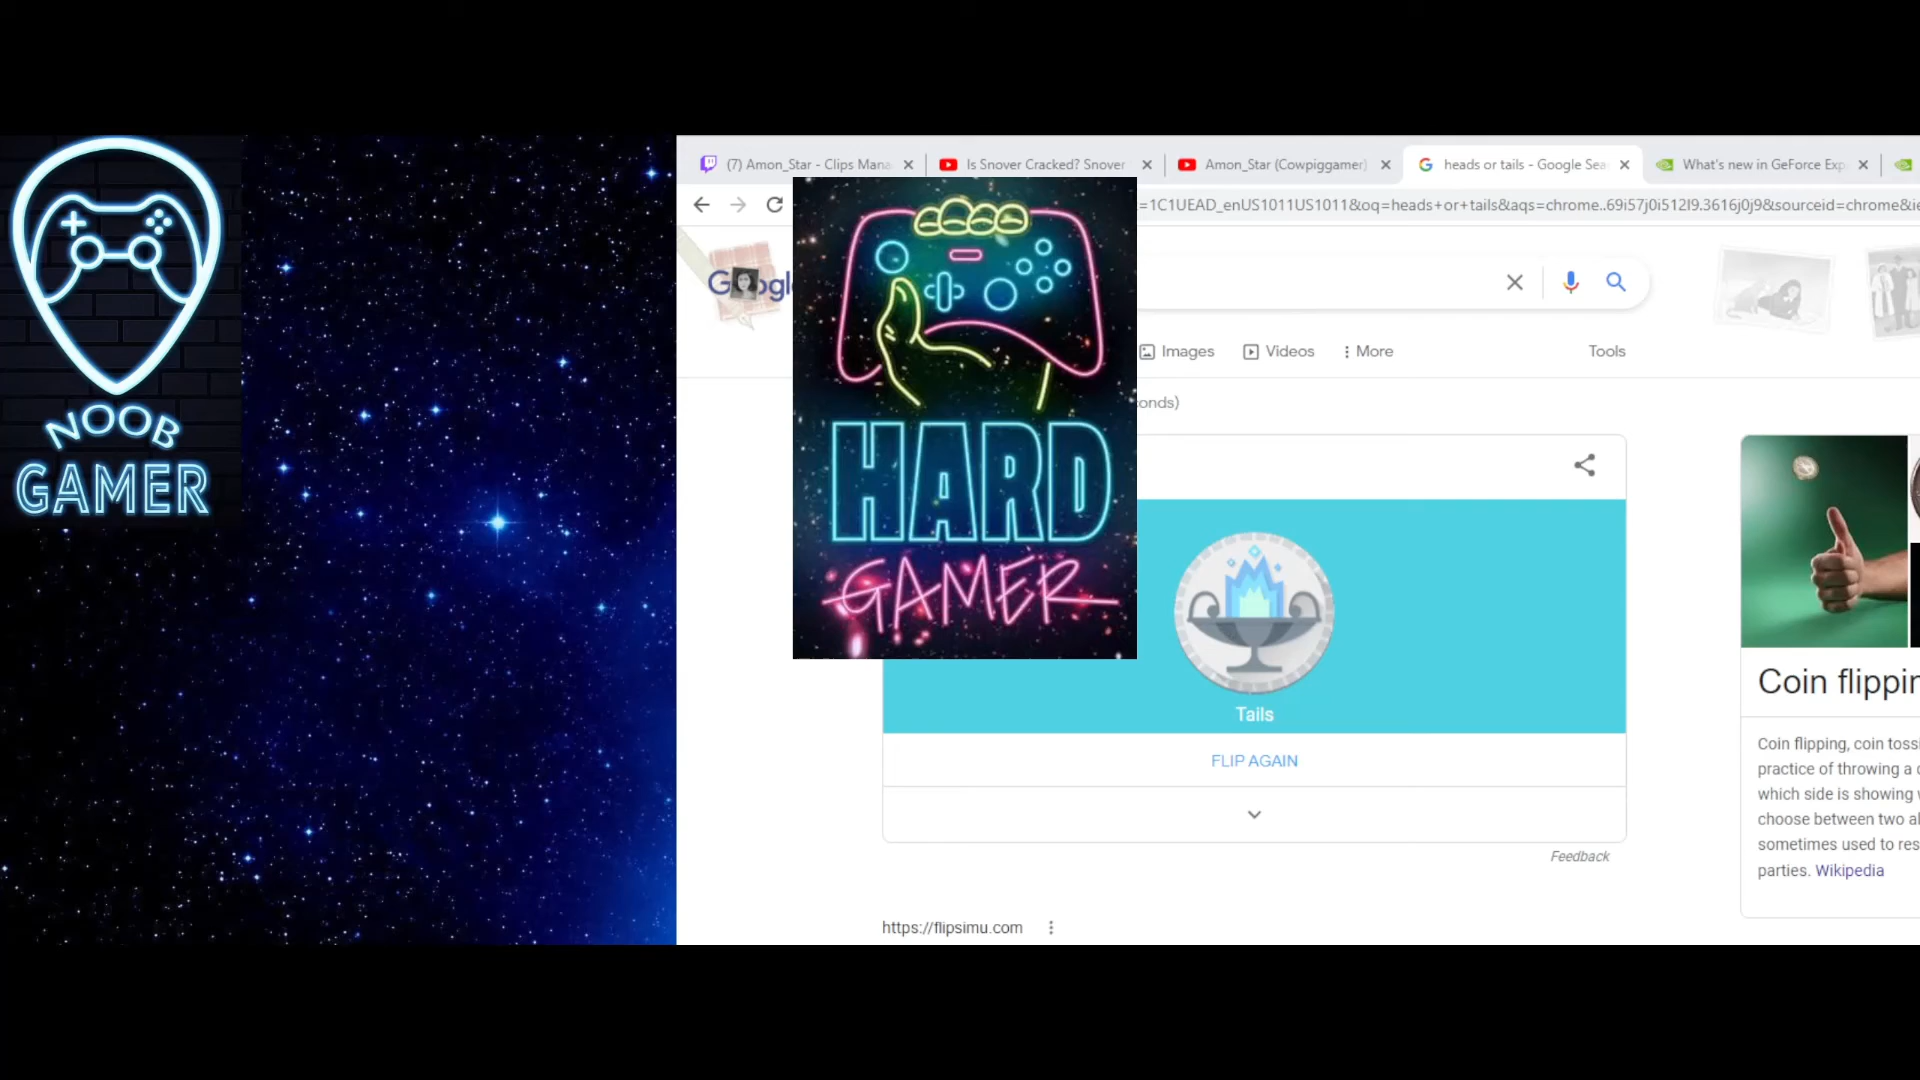 NOOB
GAMER
(7) Amon_Star - Clips Mana
Is Snover Cracked? Snover
Amon_Star (Cowpiggamer)
heads or tails - Google Sea
What's new in GeForce Exp
=1C1UEAD_enUS1011US1011&oq=heads+or+tails&aqs=chrome..69i57j0i512l9.3616j0j9&sourceid=chrome&ie
Googl
Images
Videos
More
Tools
onds)
HARD
GAMER
Tails
FLIP AGAIN
Feedback
https://flipsimu.com
Coin flippin
Coin flipping, coin tossi
practice of throwing a c
which side is showing w
choose between two al
sometimes used to res
parties. Wikipedia